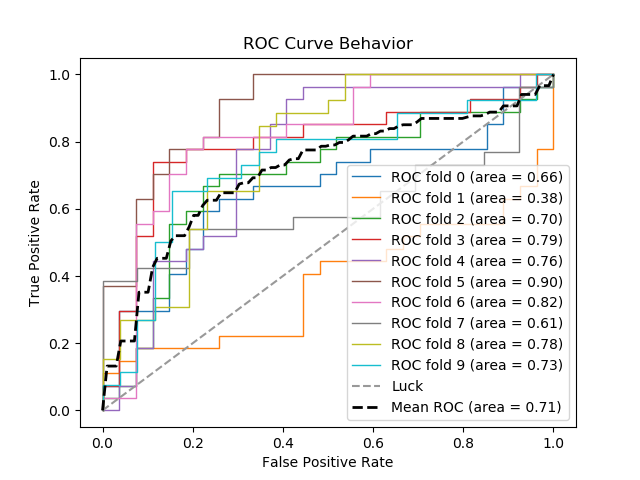 ROC Curve Behavior
True Positive Rate
1.0
0.8
0.6
0.4
0.2
0.0
ROC fold 0 (area = 0.66)
ROC fold 1 (area = 0.38)
ROC fold 2 (area = 0.70)
ROC fold 3 (area = 0.79)
ROC fold 4 (area = 0.76)
ROC fold 5 (area = 0.90)
ROC fold 6 (area = 0.82)
ROC fold 7 (area = 0.61)
ROC fold 8 (area = 0.78)
ROC fold 9 (area = 0.73)
Luck
Mean ROC (area = 0.71)
0.0 0.2 0.4 0.6 0.8 1.0
False Positive Rate